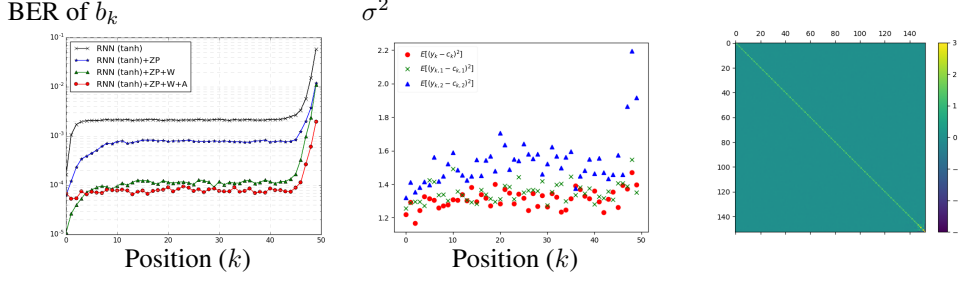 BER of b_k
10^-1
10^-2
10^-3
10^-4
10^-5
0 10 20 30 40 50
RNN (tanh)
RNN (tanh)+ZP
RNN (tanh)+ZP+W
RNN (tanh)+ZP+W+A
Position (k)
σ^2
2.2
2.0
1.8
1.6
1.4
1.2
0 10 20 30 40 50
E[(y_k − c_k)^2]
E[(y_{k,1} − c_{k,1})^2]
E[(y_{k,2} − c_{k,2})^2]
Position (k)
0 20 40 60 80 100 120 140
0
20
40
60
80
100
120
140
3
2
1
0